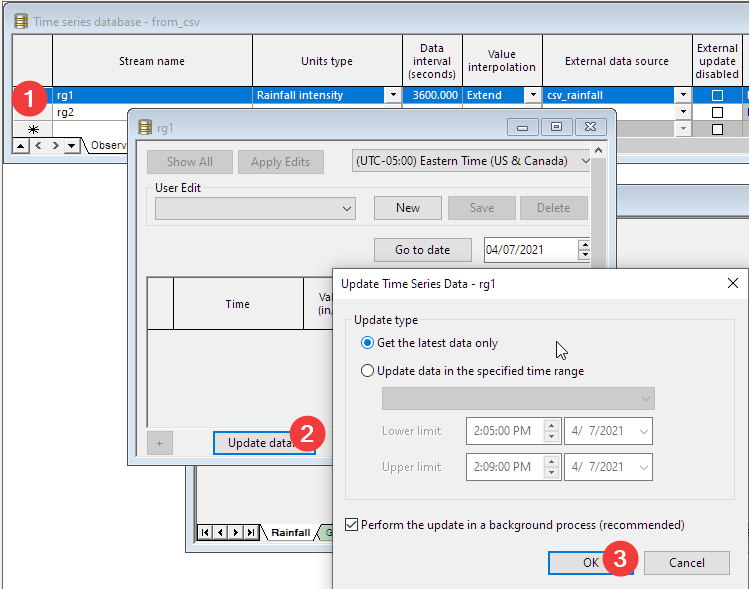 Time series database - from_csv
Stream name
Units type
Data
interval
(seconds)
Value
interpolation
External data source
External
update
disabled
1
rg1
Rainfall intensity
3600.000
Extend
csv_rainfall
rg2
Observ
rg1
Show All
Apply Edits
(UTC-05:00) Eastern Time (US & Canada)
User Edit
New
Save
Delete
Go to date
04/07/2021
Time
Val
(in/
+
Update data
2
Update Time Series Data - rg1
Update type
Get the latest data only
Update data in the specified time range
Lower limit
2:05:00 PM
4/ 7/2021
Upper limit
2:09:00 PM
4/ 7/2021
Perform the update in a background process (recommended)
OK
3
Cancel
Rainfall
G